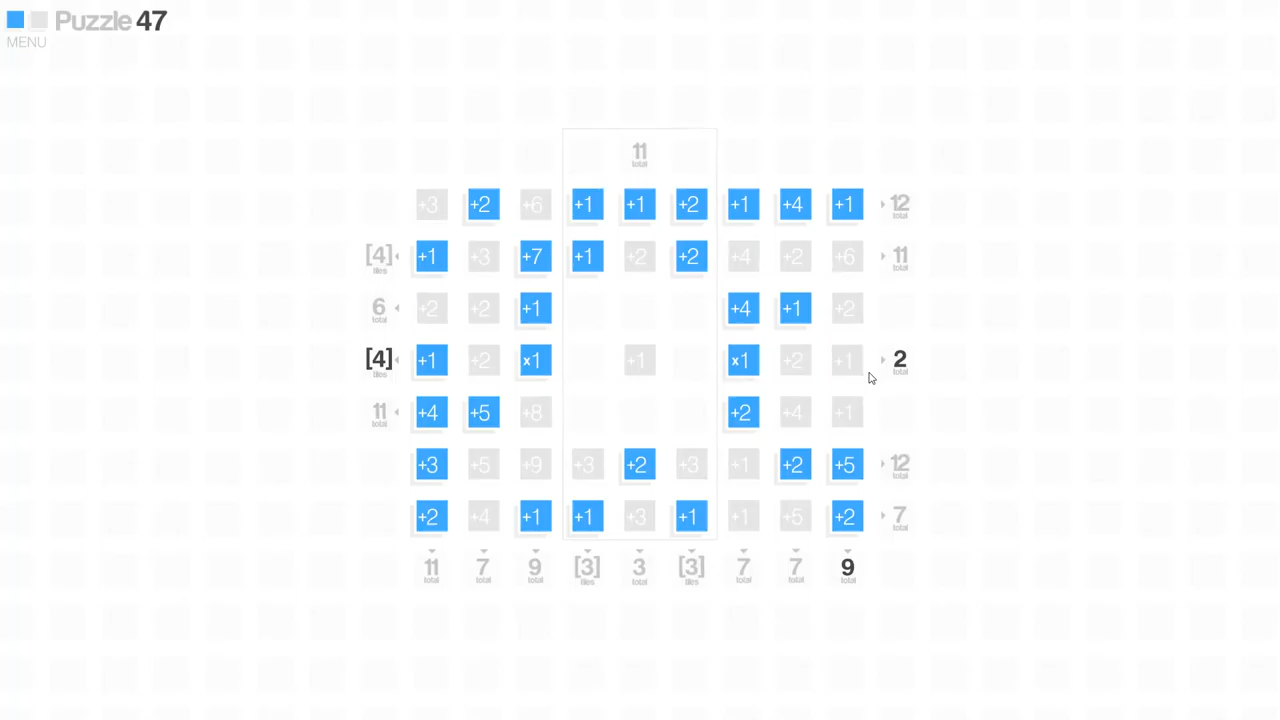 Puzzle 47
MENU
11
total
+3 +2 +6 +1 +1 +2 +1 +4 +1 12
total
[4] +1 +3 +7 +1 +2 +2 +4 +2 +6 11
tiles total
6 +2 +2 +1 +4 +1 +2
total
[4] +1 +2 x1 +1 x1 +2 +1 2
tiles total
11 +4 +5 +8 +2 +4 +1
total
+3 +5 +9 +3 +2 +3 +1 +2 +5 12
total
+2 +4 +1 +1 +3 +1 +1 +5 +2 7
total
11 7 9 [3] 3 [3] 7 7 9
total total total tiles total tiles total total total